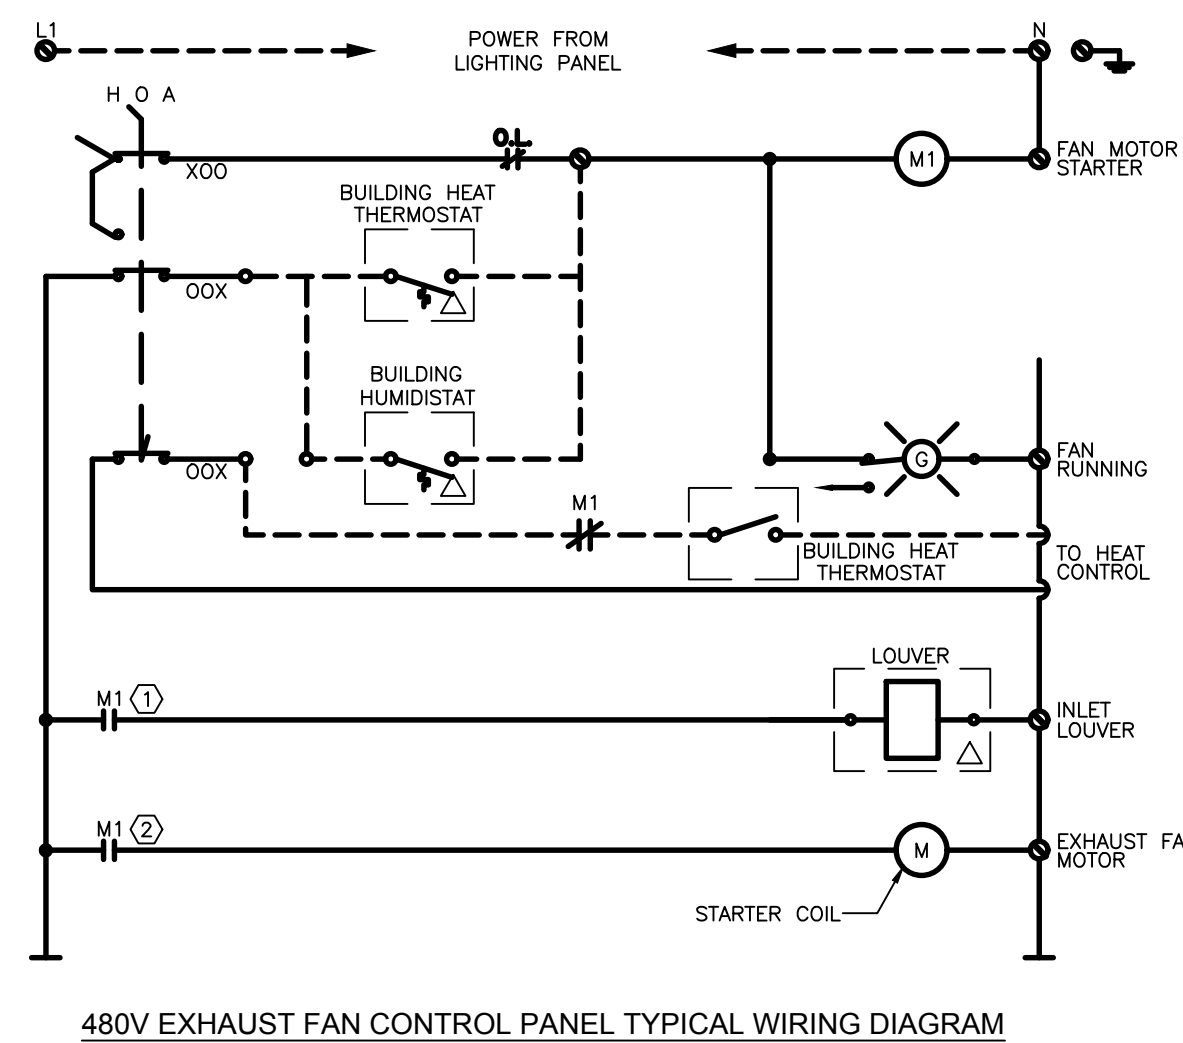 L1
POWER FROM
LIGHTING PANEL
N
H O A
O.L.
XOO
M1
FAN MOTOR
STARTER
BUILDING HEAT
THERMOSTAT
OOX
BUILDING
HUMIDISTAT
OOX
G
FAN
RUNNING
M1
BUILDING HEAT
THERMOSTAT
TO HEAT
CONTROL
LOUVER
M1 1
INLET
LOUVER
M1 2
M
EXHAUST FA
MOTOR
STARTER COIL
480V EXHAUST FAN CONTROL PANEL TYPICAL WIRING DIAGRAM